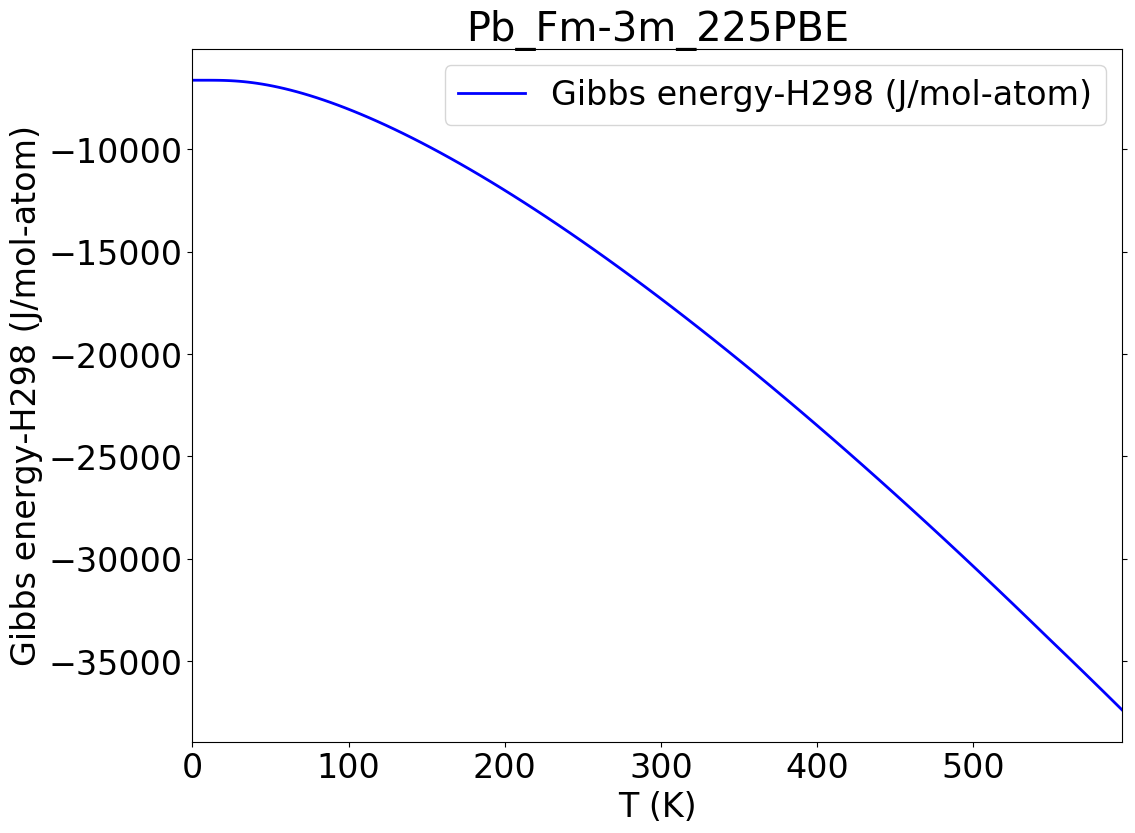 Pb_Fm-3m_225PBE
Gibbs energy-H298 (J/mol-atom)
Gibbs energy-H298 (J/mol-atom)
−10000
−15000
−20000
−25000
−30000
−35000
0 100 200 300 400 500
T (K)